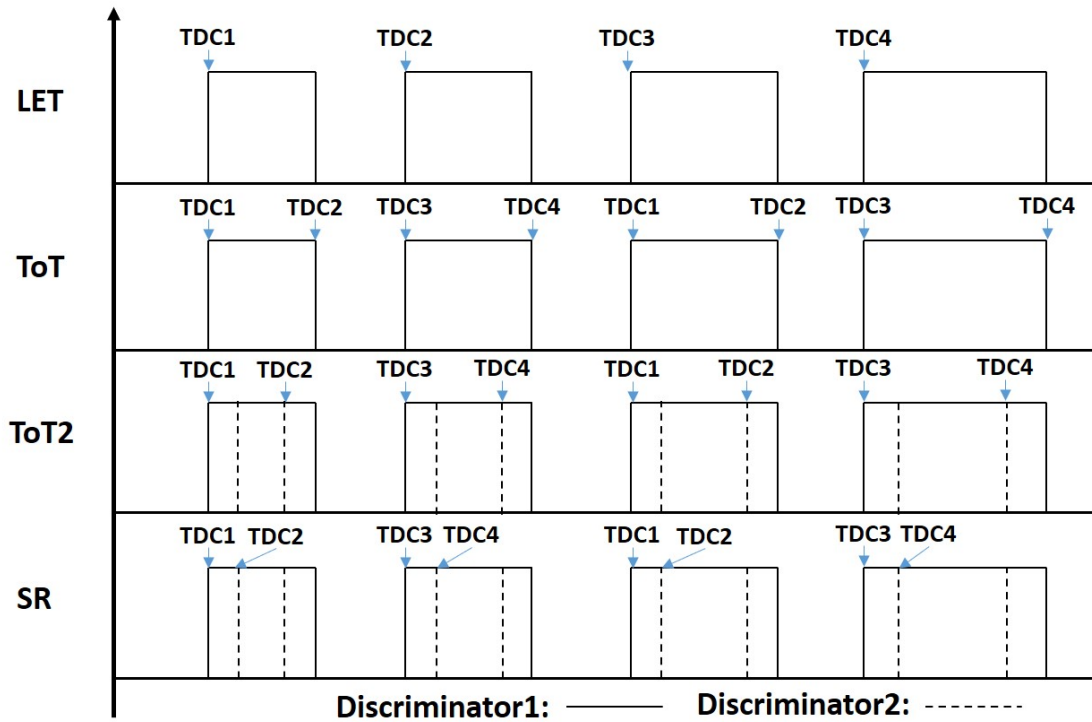 TDC1 TDC2 TDC3 TDC4
LET
TDC1 TDC2 TDC3 TDC4 TDC1 TDC2 TDC3 TDC4
ToT
TDC1 TDC2 TDC3 TDC4 TDC1 TDC2 TDC3 TDC4
ToT2
TDC1 TDC2 TDC3 TDC4 TDC1 TDC2 TDC3 TDC4
SR
Discriminator1: Discriminator2: